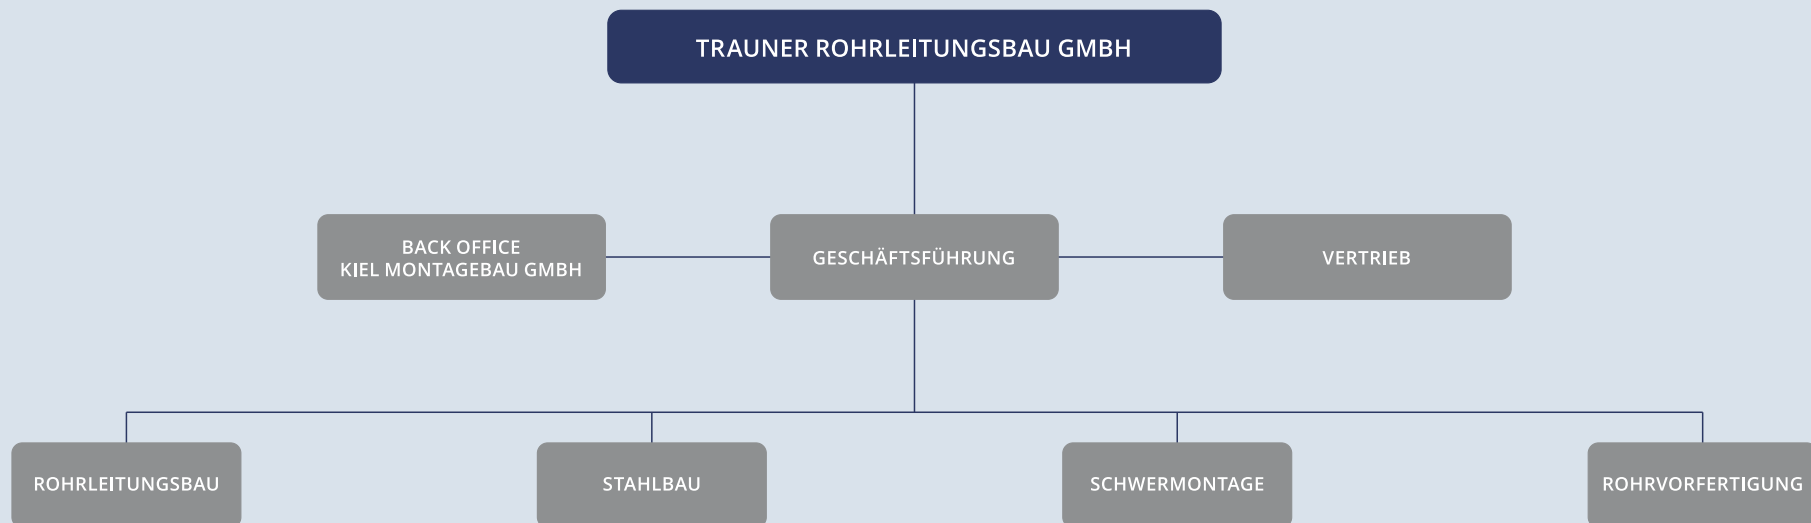 TRAUNER ROHRLEITUNGSBAU GMBH
BACK OFFICE
KIEL MONTAGEBAU GMBH
GESCHÄFTSFÜHRUNG
VERTRIEB
ROHRLEITUNGSBAU
STAHLBAU
SCHWERMONTAGE
ROHRVORFERTIGUNG